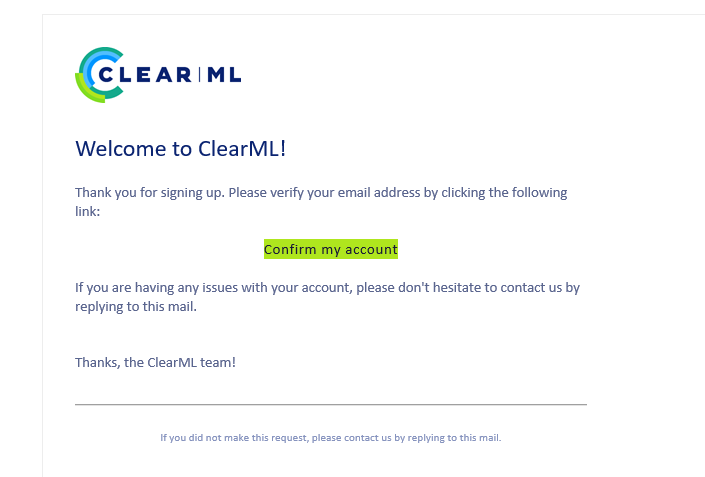 CLEAR|ML
Welcome to ClearML!
Thank you for signing up. Please verify your email address by clicking the following
link:
Confirm my account
If you are having any issues with your account, please don't hesitate to contact us by
replying to this mail.
Thanks, the ClearML team!
If you did not make this request, please contact us by replying to this mail.